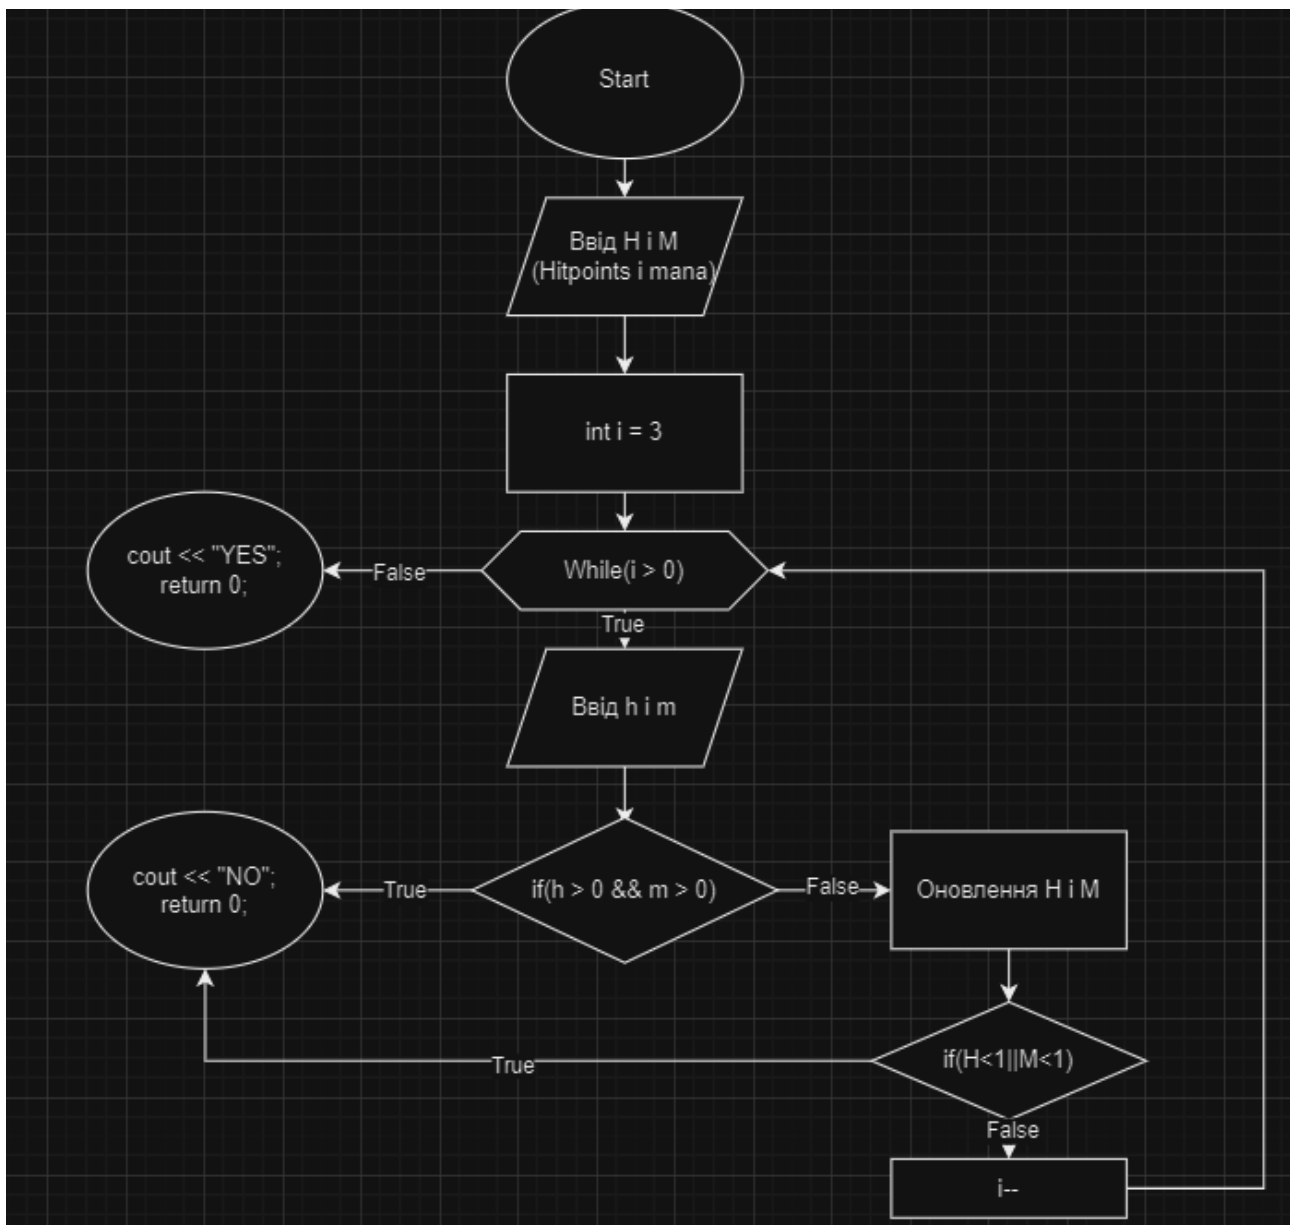 Start
Ввід H і M
(Hitpoints і mana)
int i = 3
cout << "YES";
return 0;
False
While(i > 0)
True
Ввід h і m
cout << "NO";
return 0;
True
if(h > 0 && m > 0)
False
Оновлення H і M
True
if(H<1||M<1)
False
i--